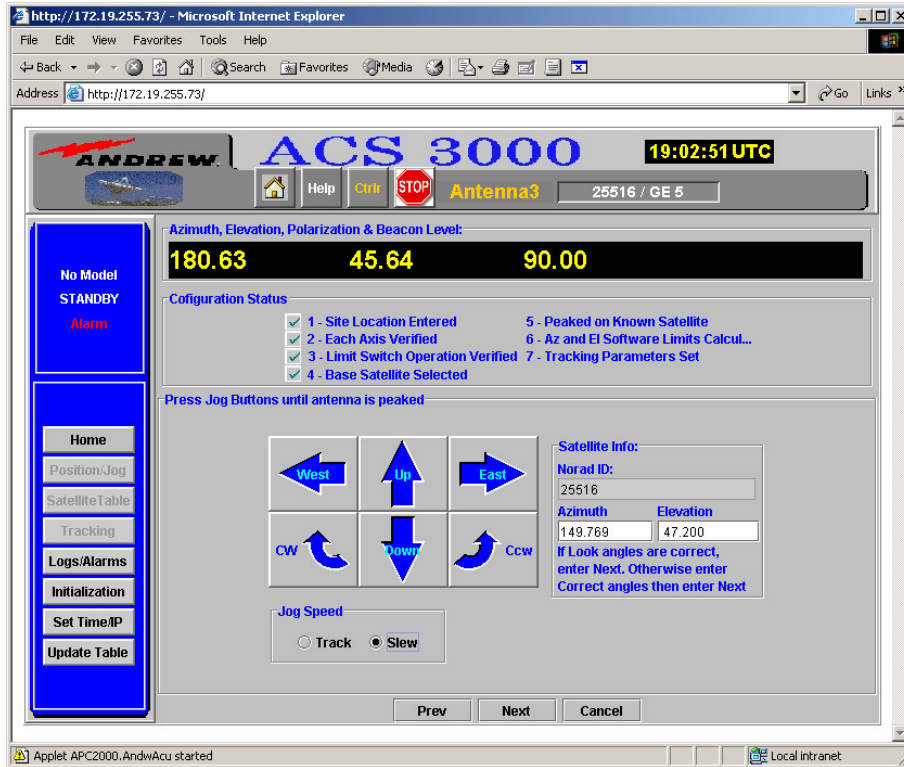 http://172.19.255.73/ - Microsoft Internet Explorer
File Edit View Favorites Tools Help
Back Search Favorites Media
Address http://172.19.255.73/ Go Links »
ANDREW. ACS 3000 19:02:51 UTC
Help Ctrlr STOP Antenna3 25516 / GE 5
Azimuth, Elevation, Polarization & Beacon Level:
180.63 45.64 90.00
No Model
STANDBY
Alarm
Cofiguration Status
1 - Site Location Entered
2 - Each Axis Verified
3 - Limit Switch Operation Verified
4 - Base Satellite Selected
5 - Peaked on Known Satellite
6 - Az and El Software Limits Calcul...
7 - Tracking Parameters Set
Home
Position/Jog
SatelliteTable
Tracking
Logs/Alarms
Initialization
Set Time/IP
Update Table
Press Jog Buttons until antenna is peaked
West Up East
CW Down Ccw
Satellite Info:
Norad ID:
25516
Azimuth Elevation
149.769 47.200
If Look angles are correct,
enter Next. Otherwise enter
Correct angles then enter Next
Jog Speed
Track Slew
Prev Next Cancel
Applet APC2000.AndwAcu started Local intranet